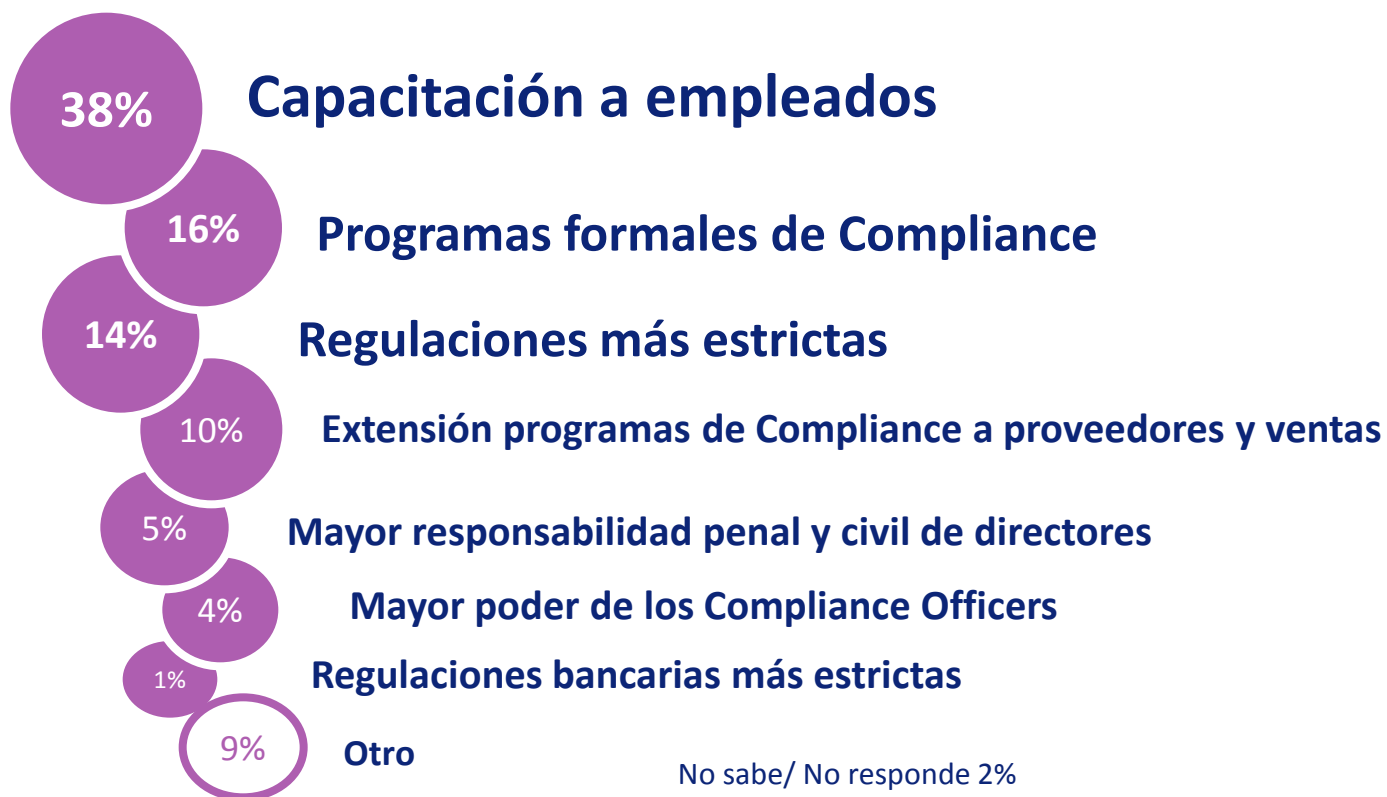 38% Capacitación a empleados
16% Programas formales de Compliance
14% Regulaciones más estrictas
10% Extensión programas de Compliance a proveedores y ventas
5% Mayor responsabilidad penal y civil de directores
4% Mayor poder de los Compliance Officers
1% Regulaciones bancarias más estrictas
9% Otro
No sabe/ No responde 2%